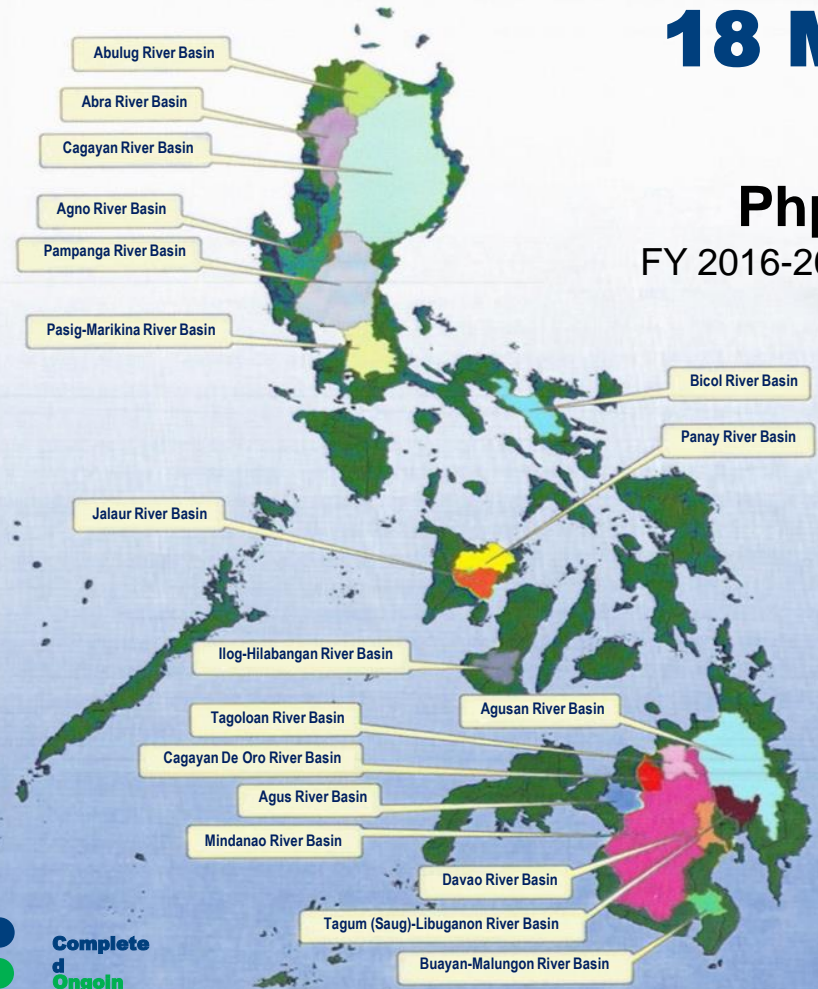 18 M
Php
FY 2016-20
Abulug River Basin
Abra River Basin
Cagayan River Basin
Agno River Basin
Pampanga River Basin
Pasig-Marikina River Basin
Bicol River Basin
Panay River Basin
Jalaur River Basin
Ilog-Hilabangan River Basin
Agusan River Basin
Tagoloan River Basin
Cagayan De Oro River Basin
Agus River Basin
Mindanao River Basin
Davao River Basin
Tagum (Saug)-Libuganon River Basin
Buayan-Malungon River Basin
Complete
d
Ongoin